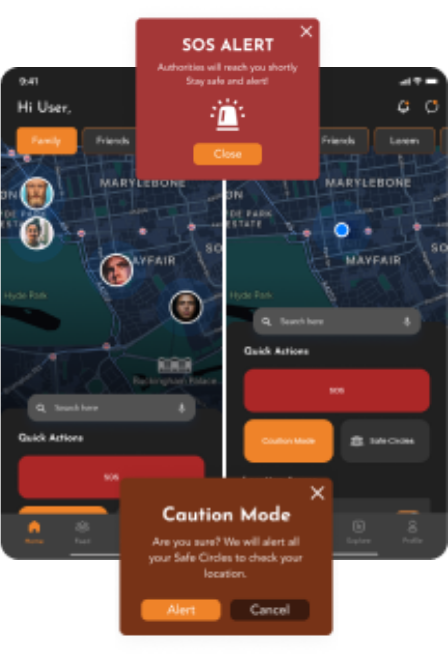 SOS ALERT
Authorities will reach you shortly
Stay safe and alert!
Close
9:41
Hi User,
Family
Friends
MARYLEBONE
MAYFAIR
Hyde Park
Buckingham Palace
Search here
Quick Actions
SOS
Home
Feed
Friends
Lorem
MARYLEBONE
HYDE PARK
ESTATE
MAYFAIR
SO
Hyde Park
Search here
Quick Actions
SOS
Caution Mode
Safe Circles
Explore
Profile
Caution Mode
Are you sure? We will alert all
your Safe Circles to check your
location.
Alert
Cancel